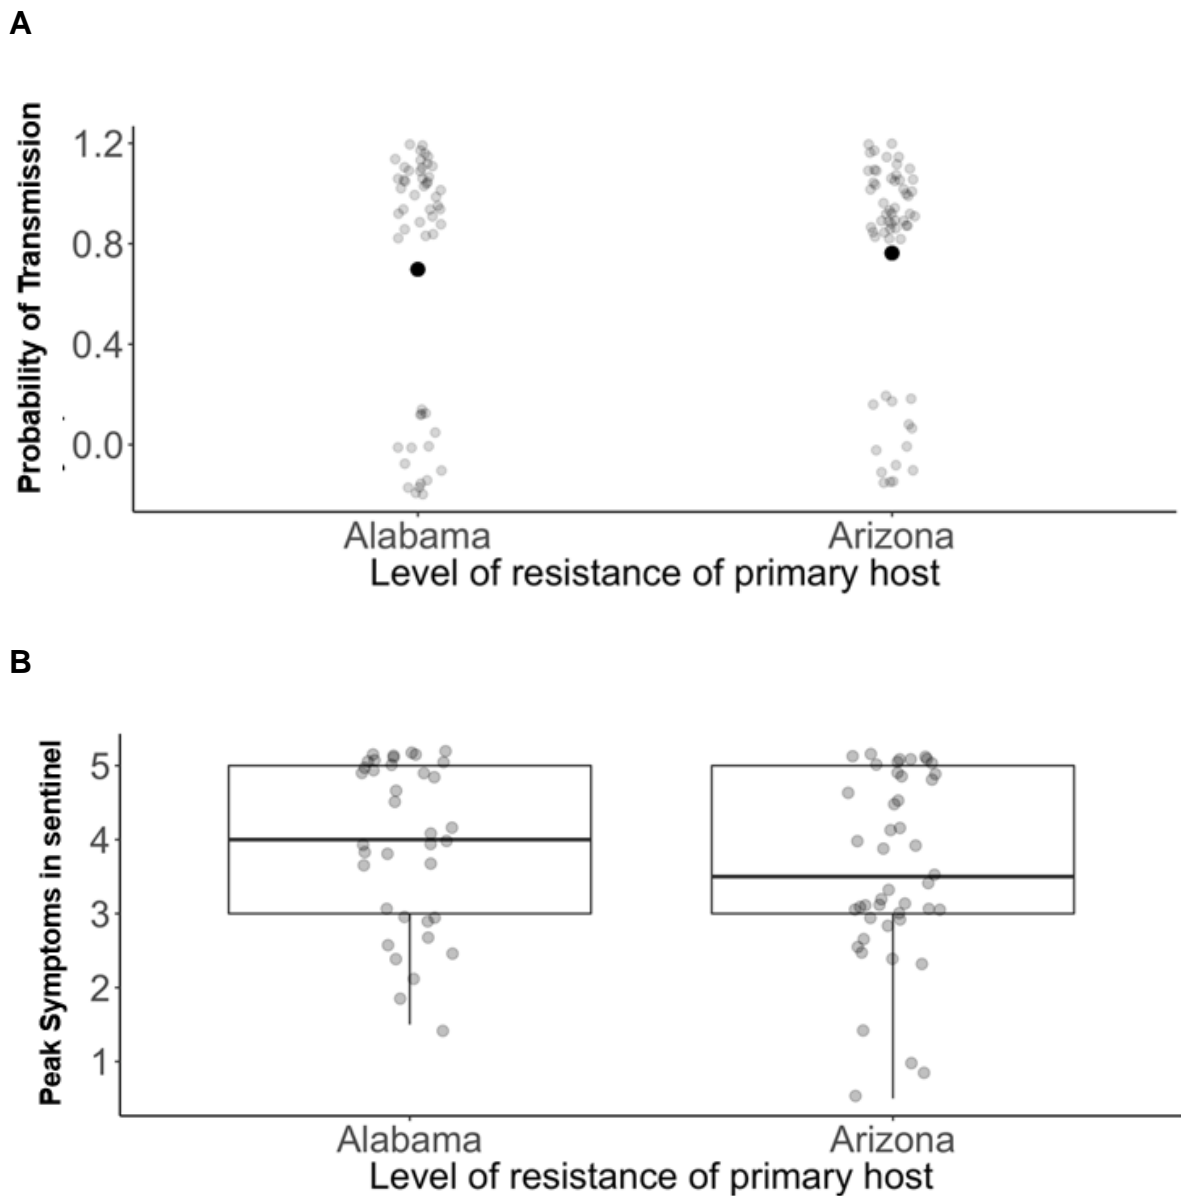 A
Probability of Transmission
1.2
0.8
0.4
0.0
Alabama Arizona
Level of resistance of primary host
B
Peak Symptoms in sentinel
5
4
3
2
1
Alabama Arizona
Level of resistance of primary host